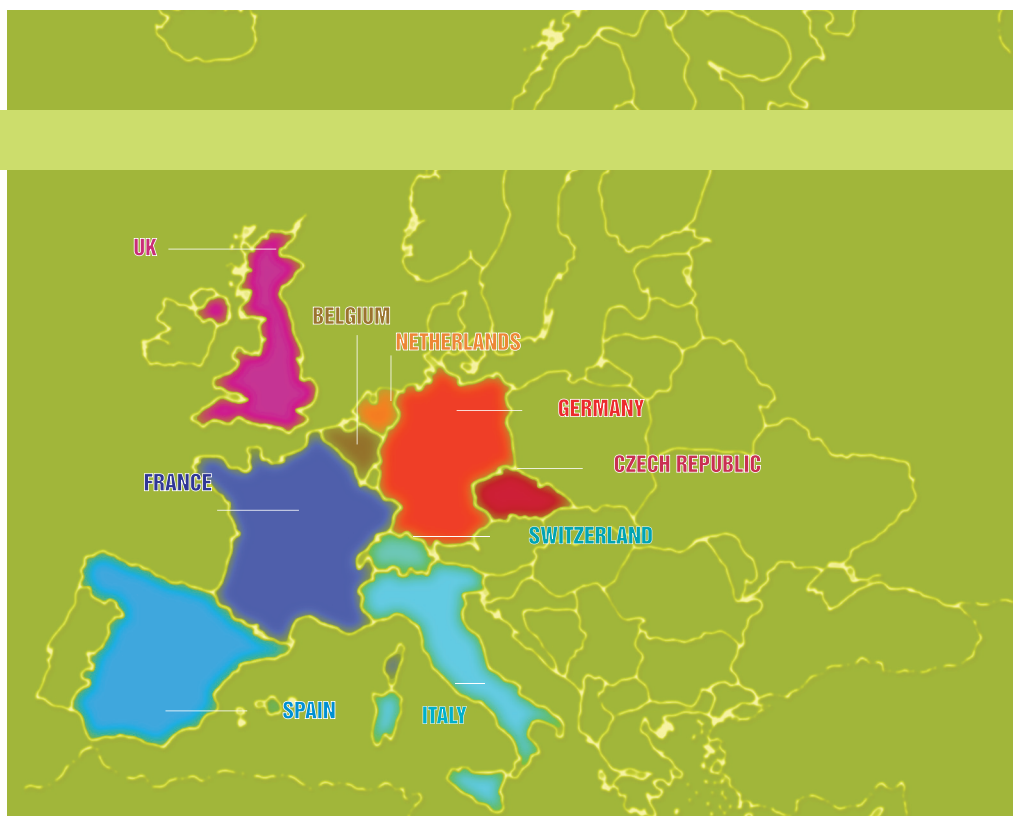 UK
BELGIUM
NETHERLANDS
GERMANY
CZECH REPUBLIC
FRANCE
SWITZERLAND
SPAIN
ITALY